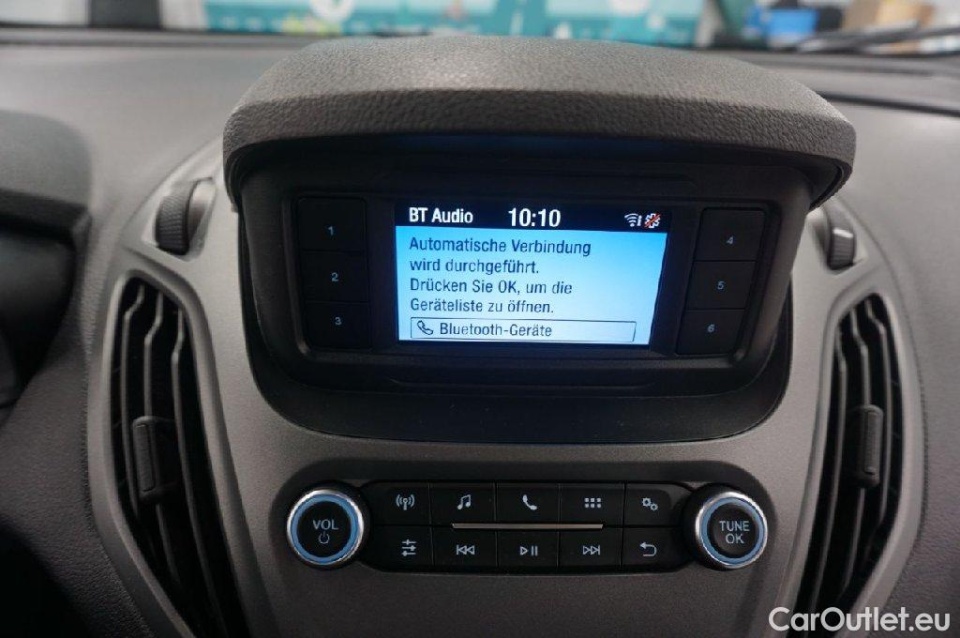 BT Audio 10:10
Automatische Verbindung
wird durchgeführt.
Drücken Sie OK, um die
Geräteliste zu öffnen.
Bluetooth-Geräte
1
2
3
4
5
6
VOL
TUNE
OK
CarOutlet.eu